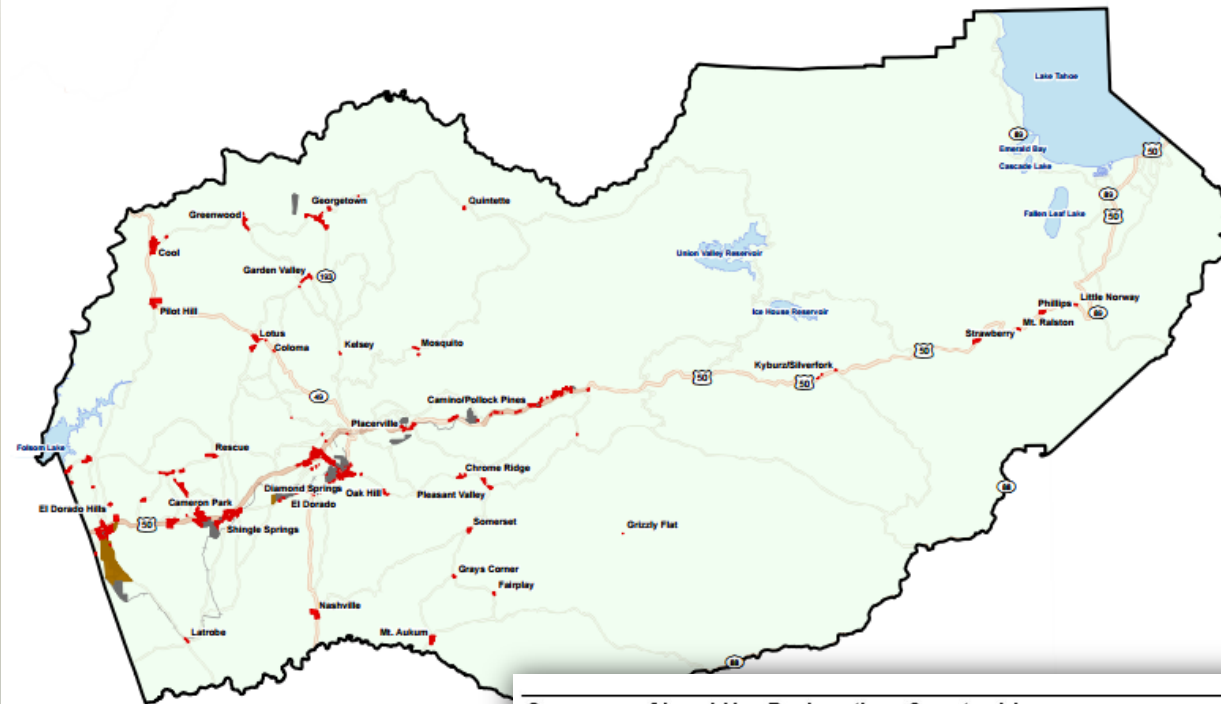 Lake Tahoe
89
Emerald Bay
50
Cascade Lake
89
Fallen Leaf Lake
50
Georgetown
Quintette
Greenwood
Cool
Union Valley Reservoir
Garden Valley
193
Pilot Hill
Ice House Reservoir
Phillips
Little Norway
89
Mt. Ralston
Strawberry
Lotus
Coloma
Kelsey
Mosquito
50
Kyburz/Silverfork
50
50
49
Camino/Pollock Pines
Placerville
Folsom Lake
Rescue
Chrome Ridge
Diamond Springs
Oak Hill
Pleasant Valley
88
Cameron Park
El Dorado
El Dorado Hills
50
Shingle Springs
Somerset
Grizzly Flat
Grays Corner
Fairplay
Nashville
Latrobe
Mt. Aukum
88